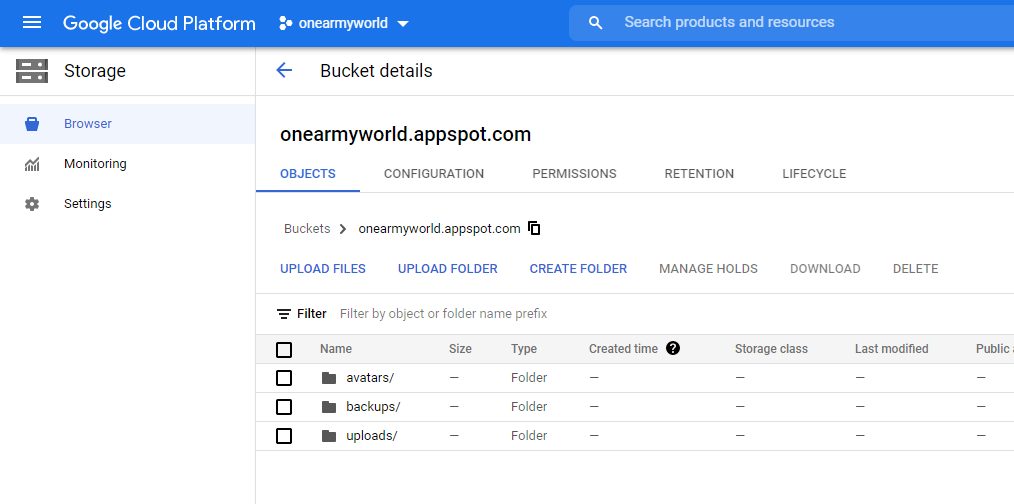 Google Cloud Platform onearmyworld Search products and resources
Storage Bucket details
Browser
Monitoring
Settings
onearmyworld.appspot.com
OBJECTS CONFIGURATION PERMISSIONS RETENTION LIFECYCLE
Buckets onearmyworld.appspot.com
UPLOAD FILES UPLOAD FOLDER CREATE FOLDER MANAGE HOLDS DOWNLOAD DELETE
Filter Filter by object or folder name prefix
Name Size Type Created time ? Storage class Last modified Public
avatars/ — Folder — — — —
backups/ — Folder — — — —
uploads/ — Folder — — — —